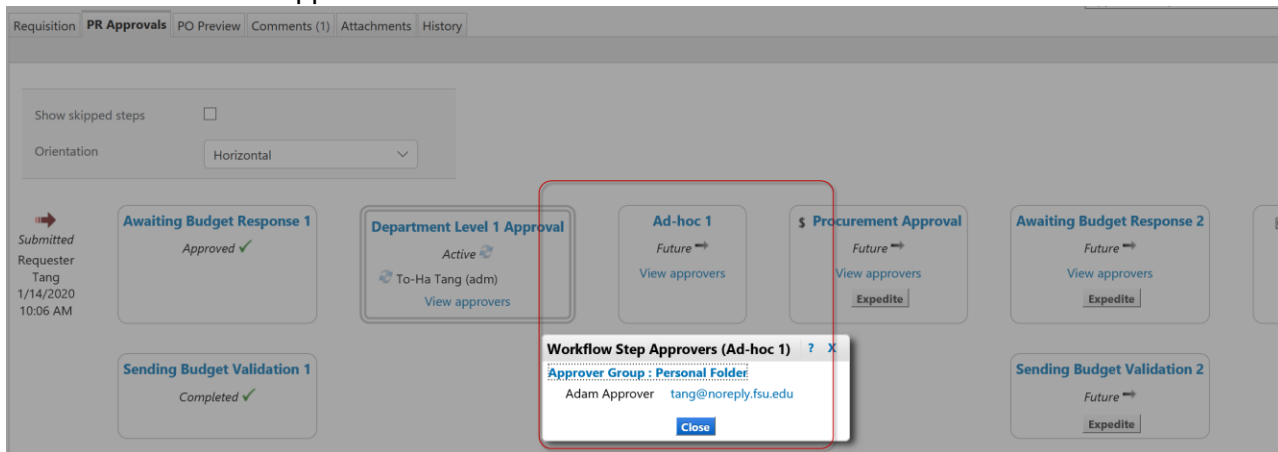 Requisition PR Approvals PO Preview Comments (1) Attachments History
Show skipped steps
Orientation Horizontal
Submitted
Requester
Tang
1/14/2020
10:06 AM
Awaiting Budget Response 1
Approved
Department Level 1 Approval
Active
To-Ha Tang (adm)
View approvers
Ad-hoc 1
Future
View approvers
$ Procurement Approval
Future
View approvers
Expedite
Awaiting Budget Response 2
Future
View approvers
Expedite
Sending Budget Validation 1
Completed
Workflow Step Approvers (Ad-hoc 1) ? X
Approver Group : Personal Folder
Adam Approver tang@noreply.fsu.edu
Close
Sending Budget Validation 2
Future
Expedite